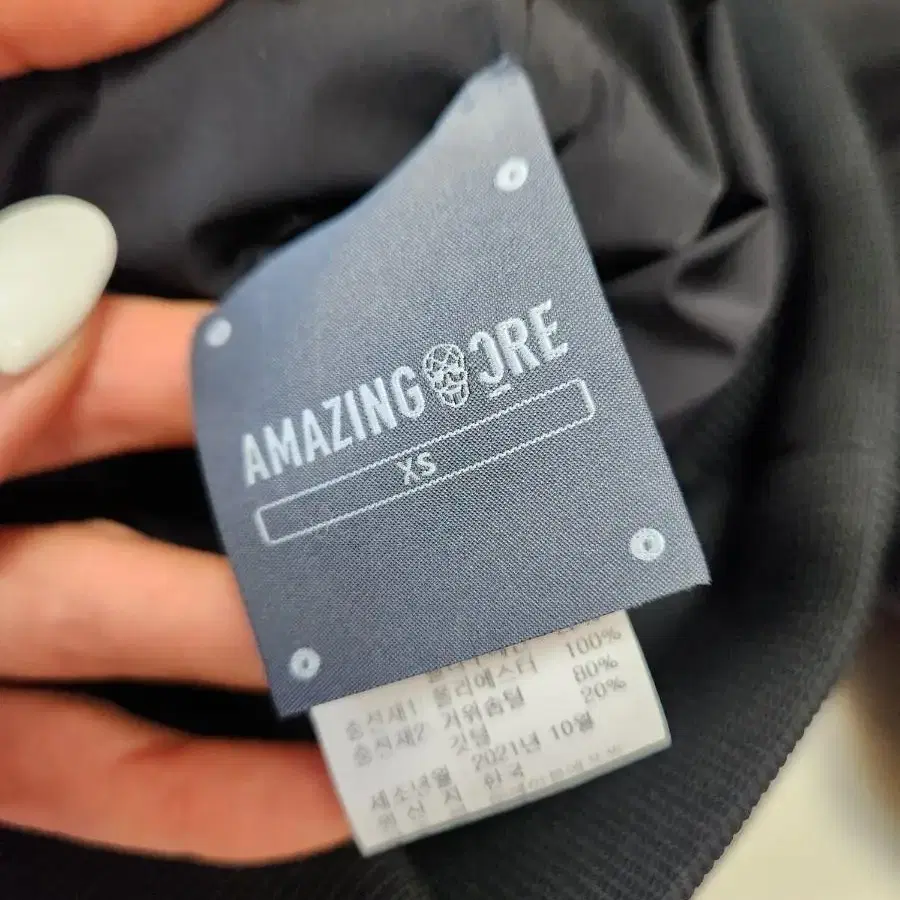 AMAZING CRE
XS
100%
충전재1 폴리에스터 80%
충전재2 거위솜털 20%
깃털
제조년월 2021년 10월
원산지 한국